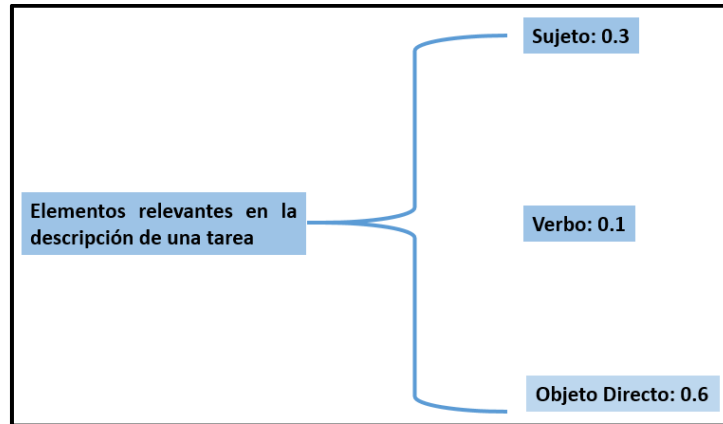 Sujeto: 0.3
Elementos relevantes en la
descripción de una tarea
Verbo: 0.1
Objeto Directo: 0.6